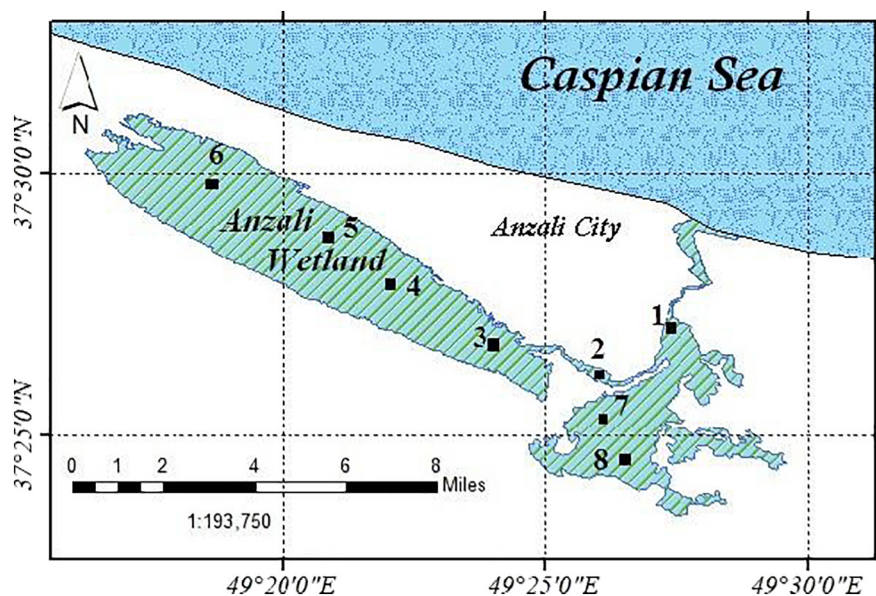 Caspian Sea
N
37°30'0"N
6
Anzali
5
Wetland
Anzali City
4
1
3
2
7
37°25'0"N
8
0 1 2 4 6 8
Miles
1:193,750
49°20'0"E 49°25'0"E 49°30'0"E